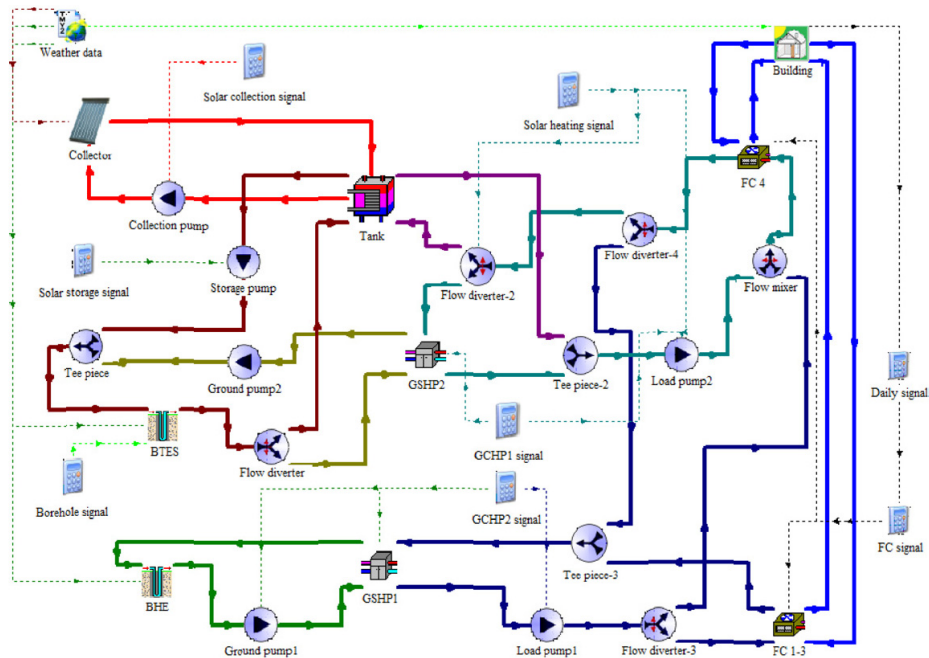 TMY2
Weather data
Building
Solar collection signal
Solar heating signal
Collector
FC 4
Collection pump
Tank
Flow diverter-4
Flow mixer
Solar storage signal
Storage pump
Flow diverter-2
Tee piece
Ground pump2
GSHP2
Tee piece-2
Load pump2
Daily signal
BTES
Flow diverter
GCHP1 signal
Borehole signal
GCHP2 signal
FC signal
Tee piece-3
BHE
GSHP1
Ground pump1
Load pump1
Flow diverter-3
FC 1-3